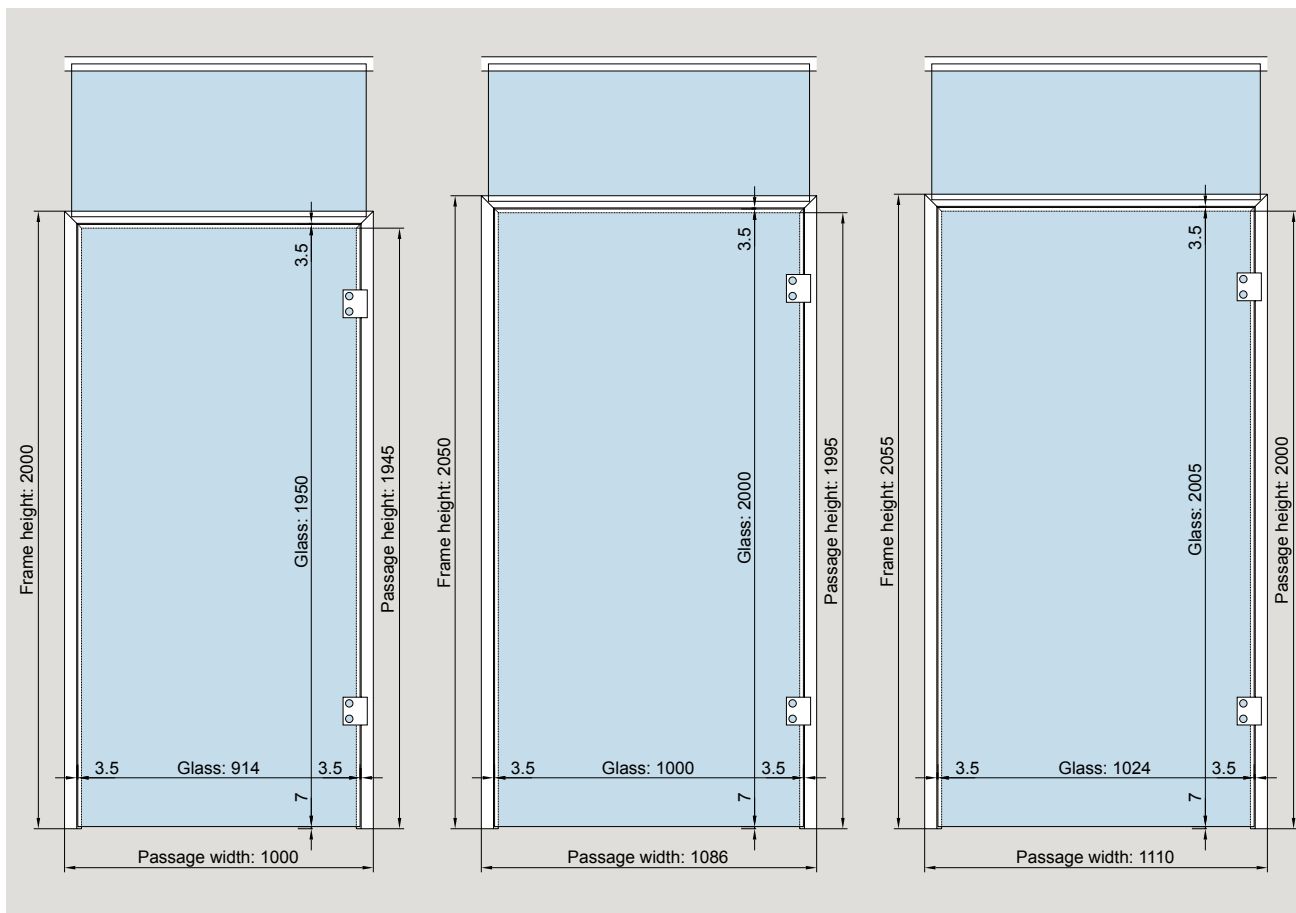 Frame height: 2000
3.5
Glass: 1950
Passage height: 1945
3.5
Glass: 914
3.5
7
Passage width: 1000
Frame height: 2050
3.5
Glass: 2000
Passage height: 1995
3.5
Glass: 1000
3.5
7
Passage width: 1086
Frame height: 2055
3.5
Glass: 2005
Passage height: 2000
3.5
Glass: 1024
3.5
7
Passage width: 1110